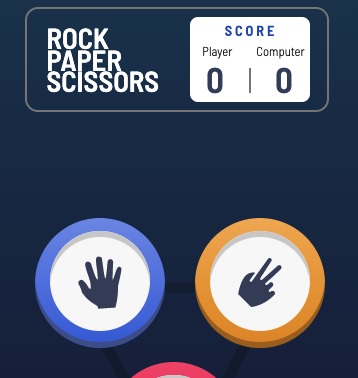 ROCK
PAPER
SCISSORS
SCORE
Player Computer
0 0